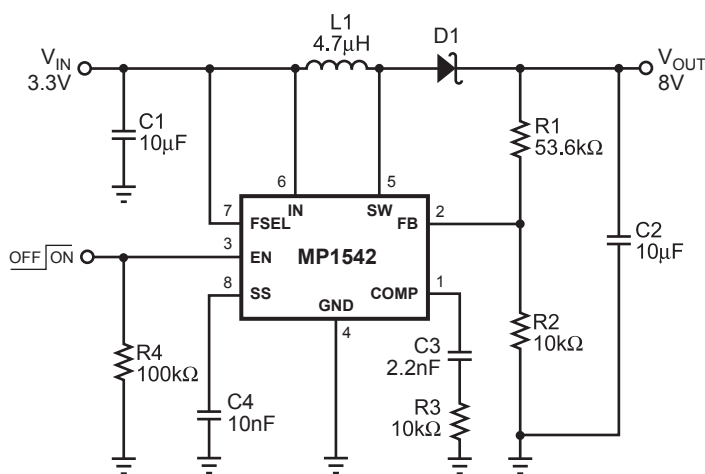 L1
4.7μH
D1
VIN
3.3V
VOUT
8V
C1
10μF
R1
53.6kΩ
6
5
IN
SW
7
FSEL
FB
2
OFF ON
3
EN
MP1542
C2
10μF
8
SS
COMP
1
GND
4
R4
100kΩ
C3
2.2nF
R2
10kΩ
C4
10nF
R3
10kΩ